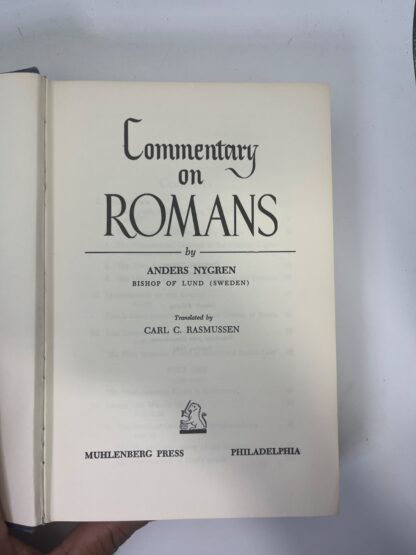 Commentary
on
ROMANS
by
ANDERS NYGREN
BISHOP OF LUND (SWEDEN)
Translated by
CARL C. RASMUSSEN
MUHLENBERG PRESS PHILADELPHIA